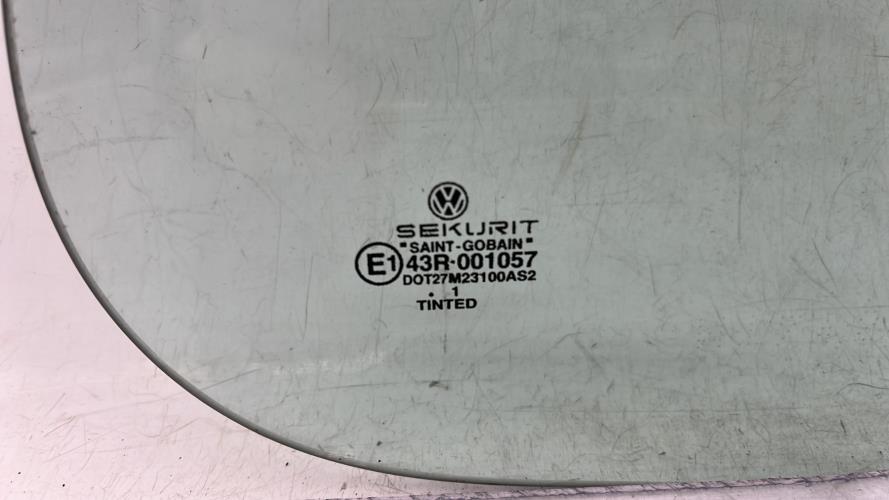 SEKURIT
"SAINT-GOBAIN"
E1 43R-001057
DOT27M23100AS2
. 1
TINTED